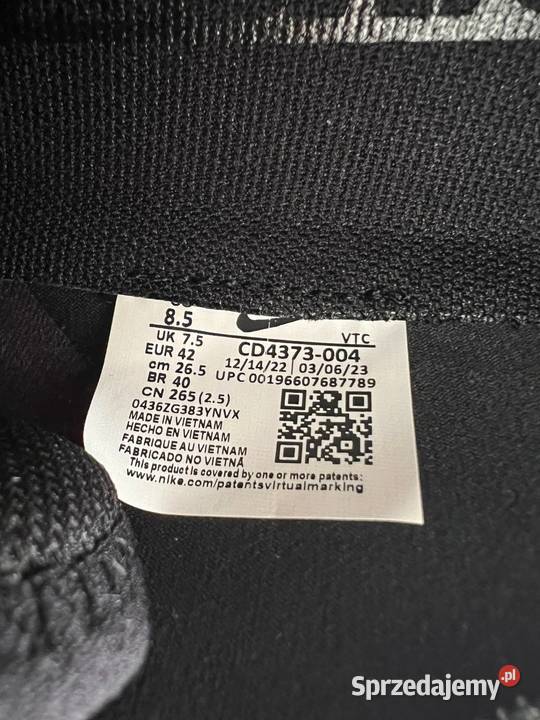 8.5
UK 7.5
EUR 42
cm 26.5
BR 40
CN 265 (2.5)
VTC
CD4373-004
12/14/22 | 03/06/23
UPC 00196607687789
0436ZG383YNVX
MADE IN VIETNAM
HECHO EN VIETNAM
FABRIQUE AU VIETNAM
FABRICADO NO VIETNÃ
This product is covered by one or more patents:
www.nike.com/patentsvirtualmarking
Sprzedajemy.pl